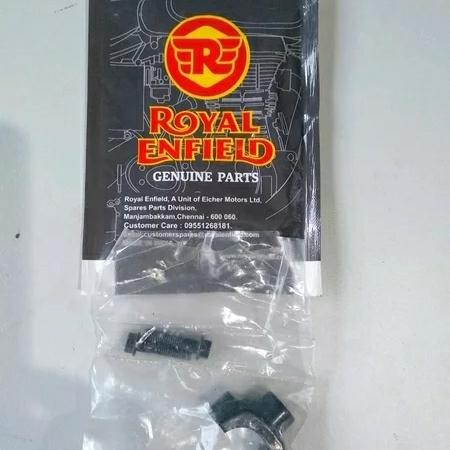 R
ROYAL
ENFIELD
GENUINE PARTS
Royal Enfield, A Unit of Eicher Motors Ltd,
Spares Parts Division,
Manjambakkam,Chennai - 600 060.
Customer Care : 09551268181.